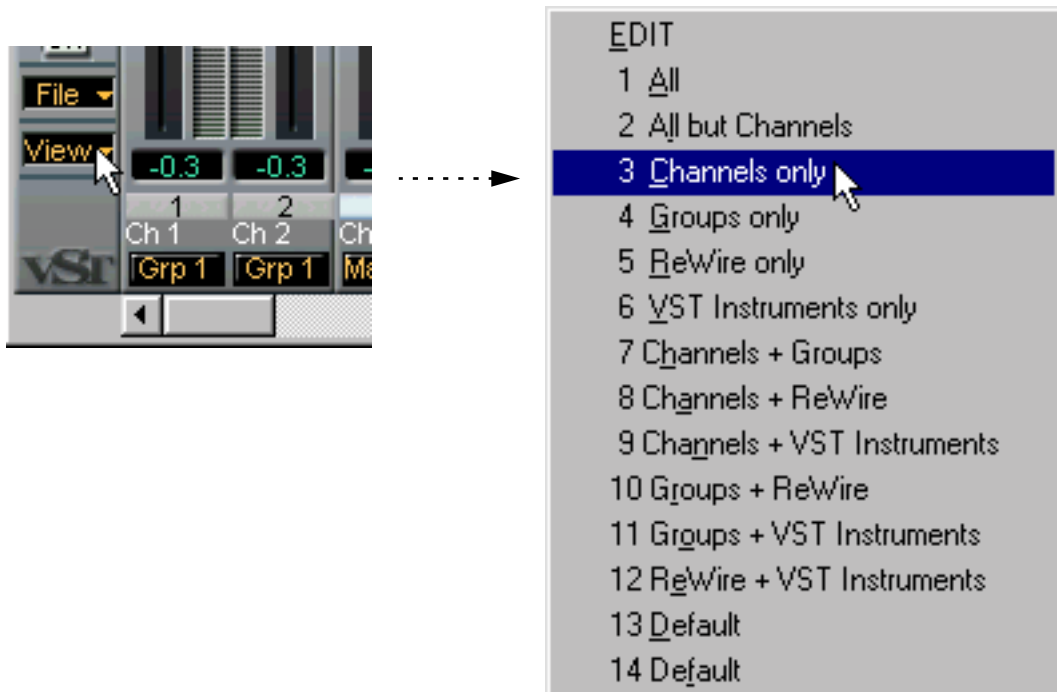 File
View
-0.3 -0.3
1 2
Ch 1 Ch 2 Ch
Grp 1 Grp 1
vst
EDIT
1 All
2 All but Channels
3 Channels only
4 Groups only
5 ReWire only
6 VST Instruments only
7 Channels + Groups
8 Channels + ReWire
9 Channels + VST Instruments
10 Groups + ReWire
11 Groups + VST Instruments
12 ReWire + VST Instruments
13 Default
14 Default